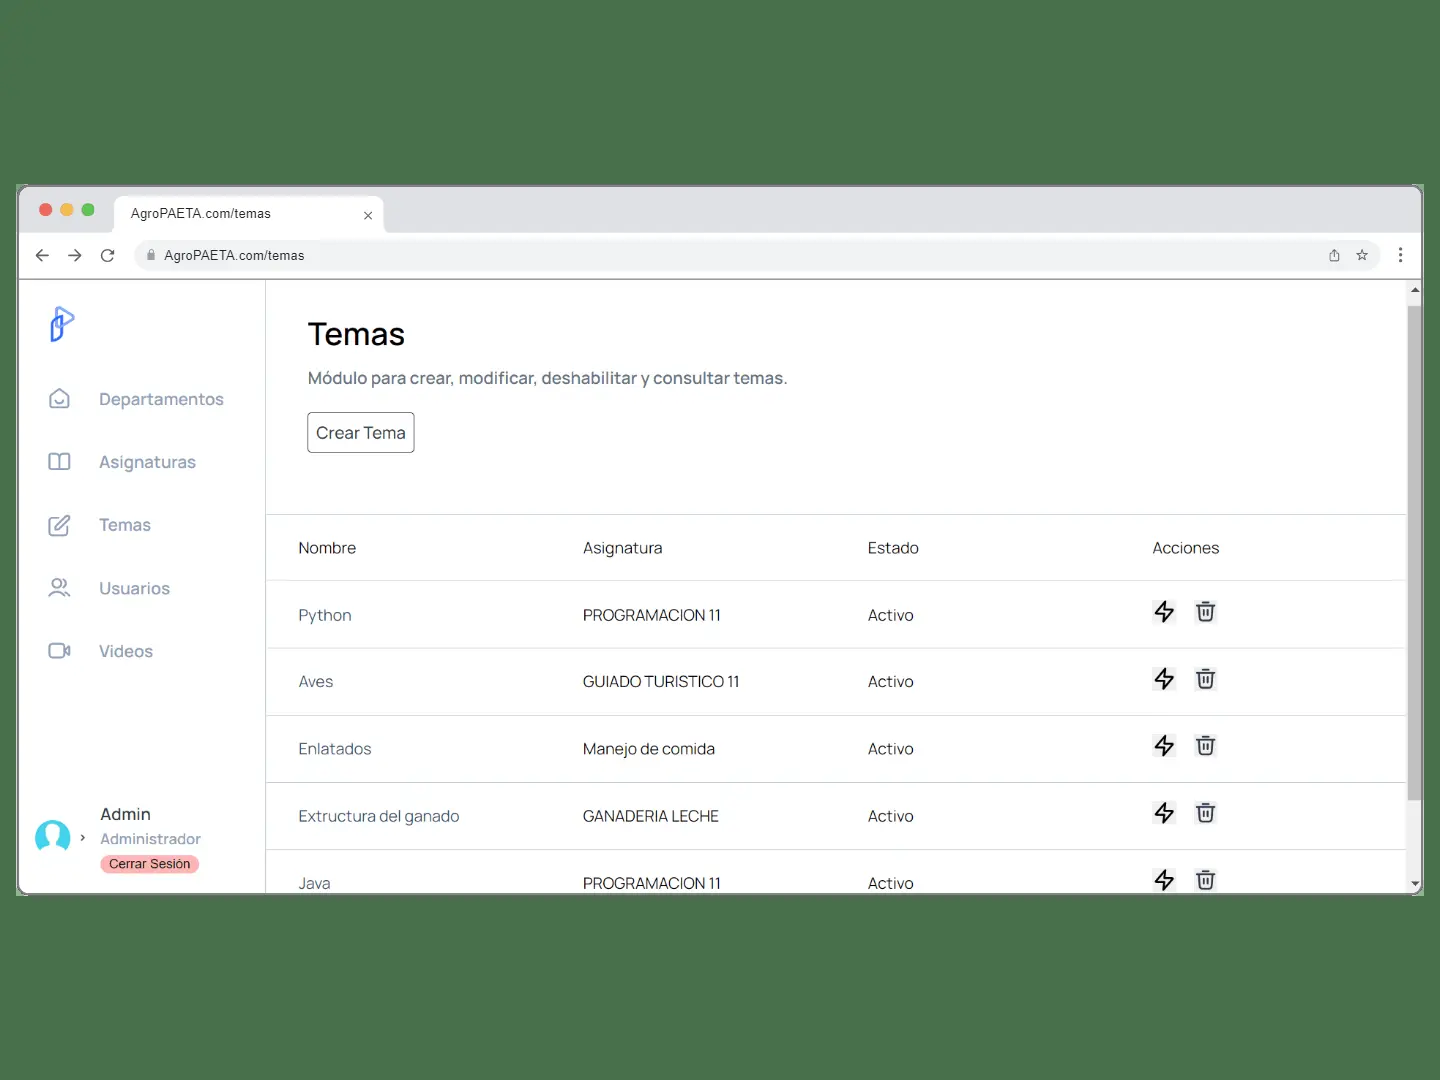 AgroPAETA.com/temas
AgroPAETA.com/temas
Departamentos
Asignaturas
Temas
Usuarios
Videos
Admin
Administrador
Cerrar Sesión
Temas
Módulo para crear, modificar, deshabilitar y consultar temas.
Crear Tema
Nombre Asignatura Estado Acciones
Python PROGRAMACION 11 Activo
Aves GUIADO TURISTICO 11 Activo
Enlatados Manejo de comida Activo
Extructura del ganado GANADERIA LECHE Activo
Java PROGRAMACION 11 Activo